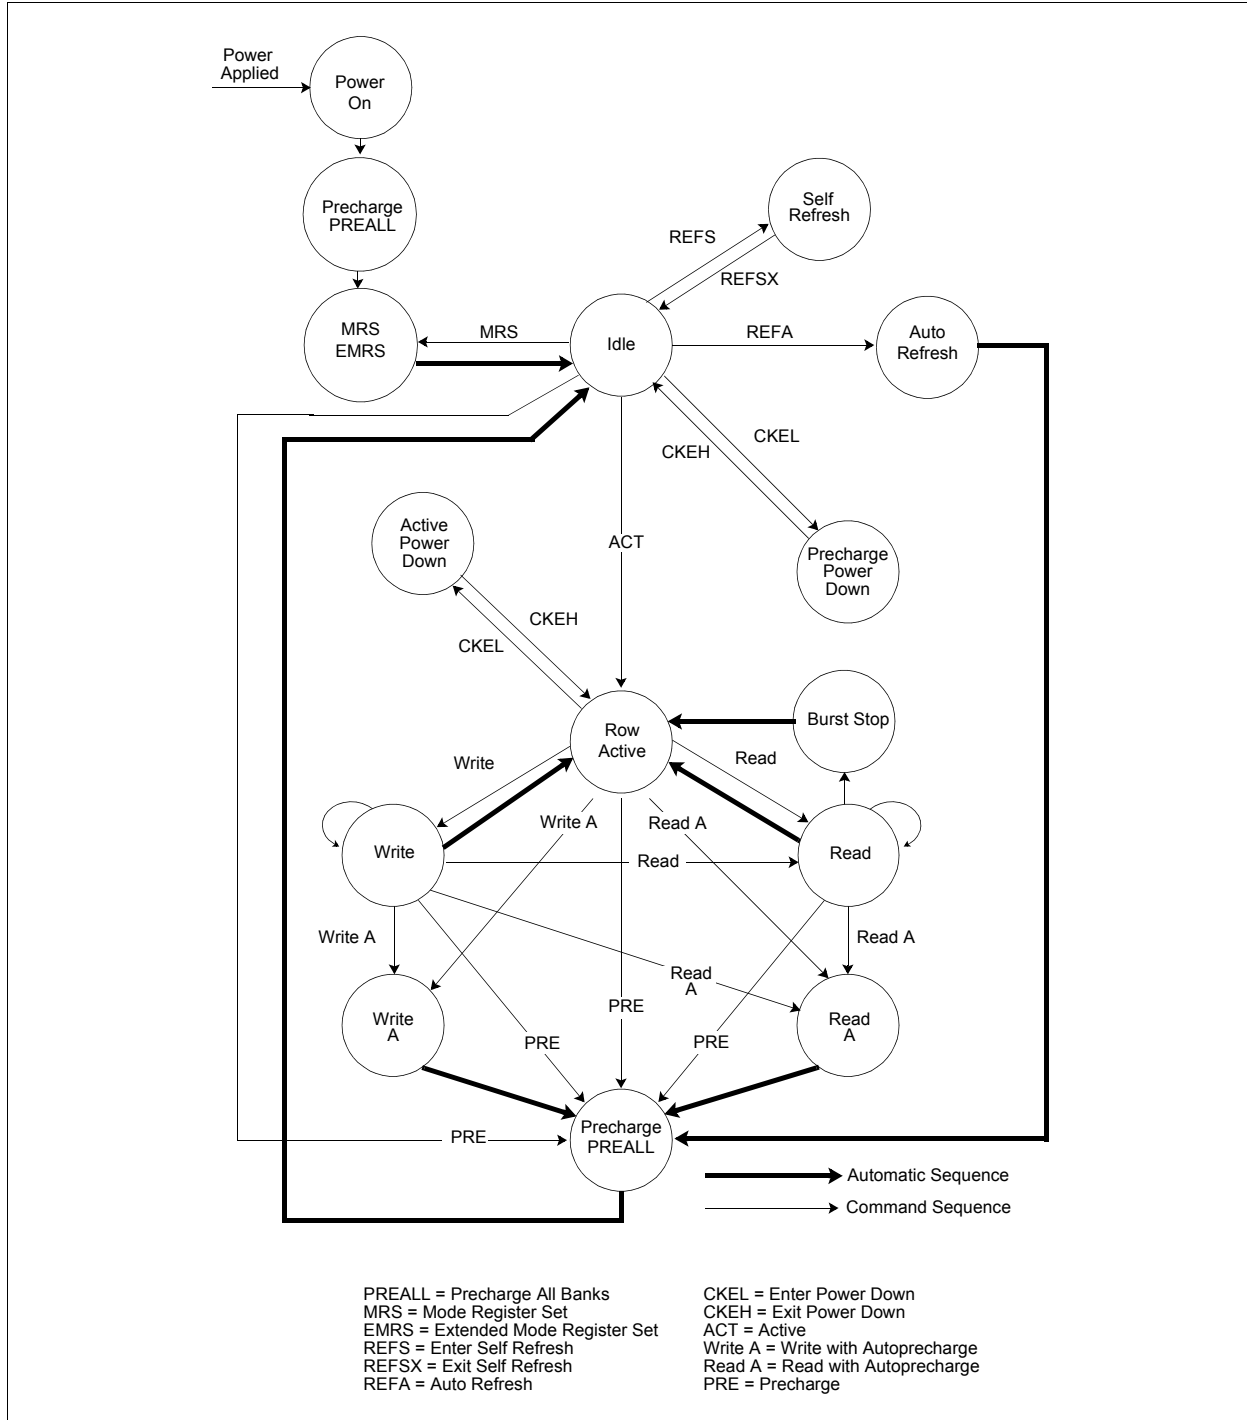 Power
Applied
Power
On
Precharge
PREALL
Self
Refresh
REFS
REFSX
MRS
EMRS
MRS
Idle
REFA
Auto
Refresh
CKEL
CKEH
Active
Power
Down
ACT
Precharge
Power
Down
CKEH
CKEL
Burst Stop
Row
Active
Write
Read
Write A
Read A
Write
Read
Read
Write A
Read A
Read
A
Write
A
PRE
PRE
PRE
Read
A
Precharge
PREALL
PRE
Automatic Sequence
Command Sequence
PREALL = Precharge All Banks
MRS = Mode Register Set
EMRS = Extended Mode Register Set
REFS = Enter Self Refresh
REFSX = Exit Self Refresh
REFA = Auto Refresh
CKEL = Enter Power Down
CKEH = Exit Power Down
ACT = Active
Write A = Write with Autoprecharge
Read A = Read with Autoprecharge
PRE = Precharge